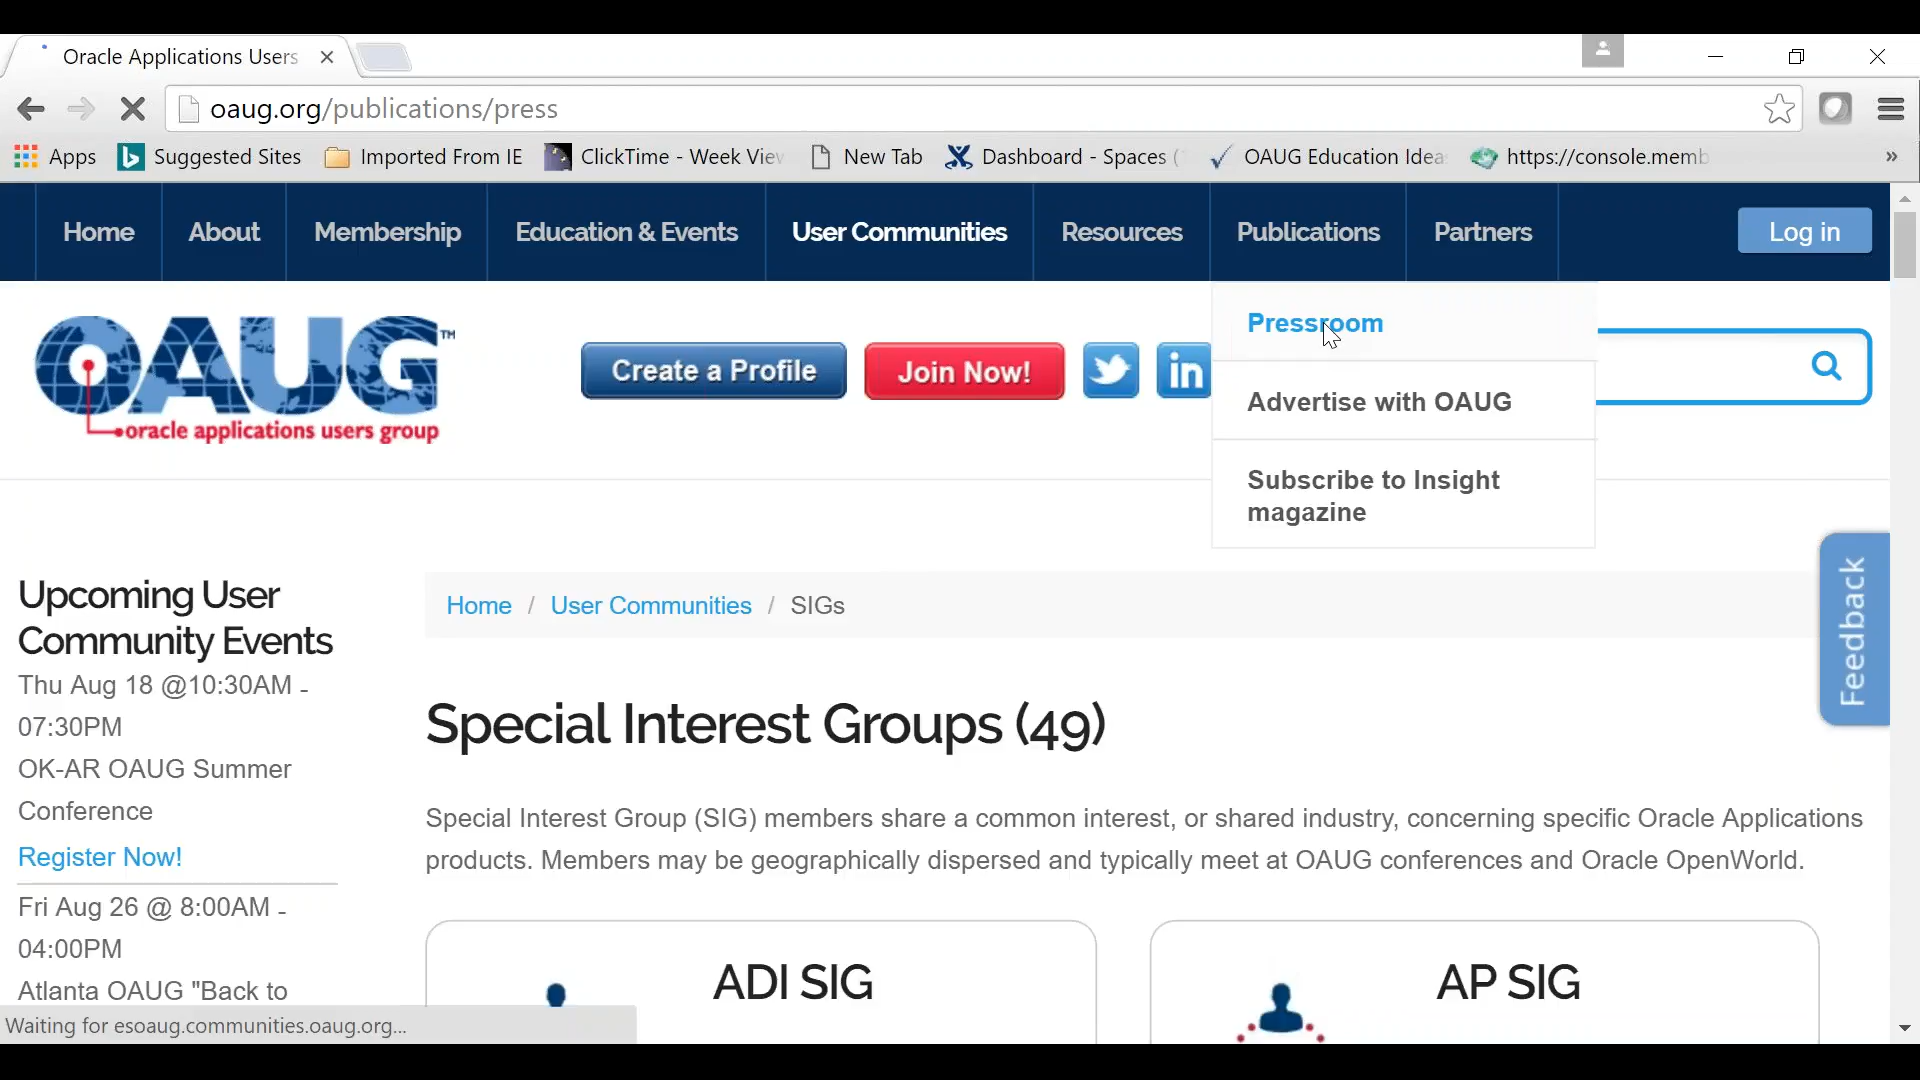 Oracle Applications Users
oaug.org/publications/press
Apps Suggested Sites Imported From IE ClickTime - Week View New Tab Dashboard - Spaces ( OAUG Education Idea https://console.memb »
Home About Membership Education & Events User Communities Resources Publications Partners Log in
Pressroom
Advertise with OAUG
Subscribe to Insight
magazine
OAUG™
oracle applications users group
Create a Profile Join Now! in
Feedback
Upcoming User
Community Events
Thu Aug 18 @10:30AM -
07:30PM
OK-AR OAUG Summer
Conference
Register Now!
Fri Aug 26 @ 8:00AM -
04:00PM
Atlanta OAUG "Back to
Home / User Communities / SIGs
Special Interest Groups (49)
Special Interest Group (SIG) members share a common interest, or shared industry, concerning specific Oracle Applications
products. Members may be geographically dispersed and typically meet at OAUG conferences and Oracle OpenWorld.
ADI SIG AP SIG
Waiting for esoaug.communities.oaug.org...